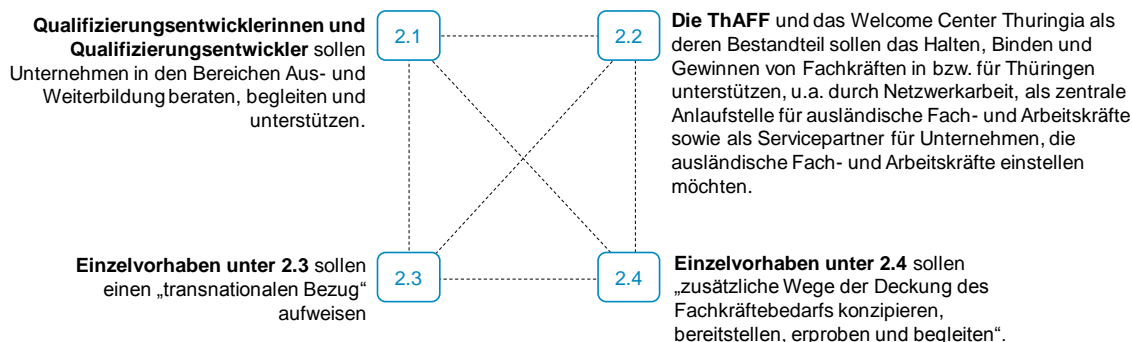 Qualifizierungsentwicklerinnen und
Qualifizierungsentwickler sollen
Unternehmen in den Bereichen Aus- und
Weiterbildung beraten, begleiten und
unterstützen.
2.1
2.2
Die ThAFF und das Welcome Center Thuringia als
deren Bestandteil sollen das Halten, Binden und
Gewinnen von Fachkräften in bzw. für Thüringen
unterstützen, u.a. durch Netzwerkarbeit, als zentrale
Anlaufstelle für ausländische Fach- und Arbeitskräfte
sowie als Servicepartner für Unternehmen, die
ausländische Fach- und Arbeitskräfte einstellen
möchten.
Einzelvorhaben unter 2.3 sollen
einen „transnationalen Bezug“
aufweisen
2.3
2.4
Einzelvorhaben unter 2.4 sollen
„zusätzliche Wege der Deckung des
Fachkräftebedarfs konzipieren,
bereitstellen, erproben und begleiten“.